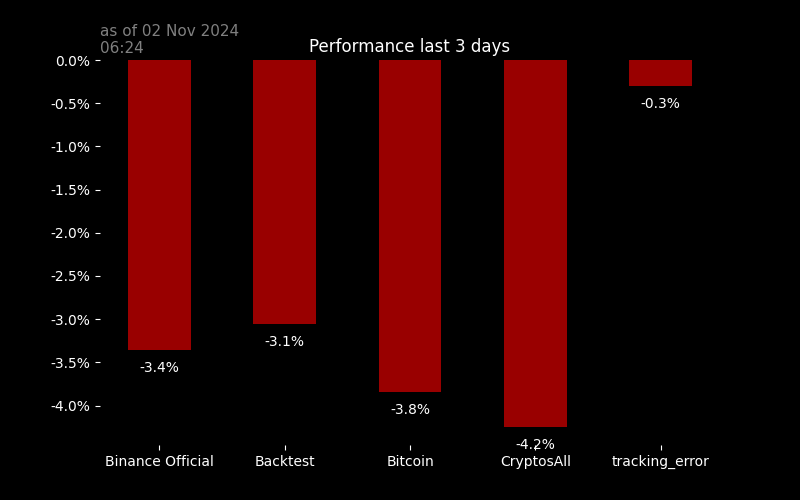 as of 02 Nov 2024
06:24
Performance last 3 days
0.0%
-0.5%
-1.0%
-1.5%
-2.0%
-2.5%
-3.0%
-3.5%
-4.0%
-3.4%
-3.1%
-3.8%
-4.2%
-0.3%
Binance Official
Backtest
Bitcoin
CryptosAll
tracking_error